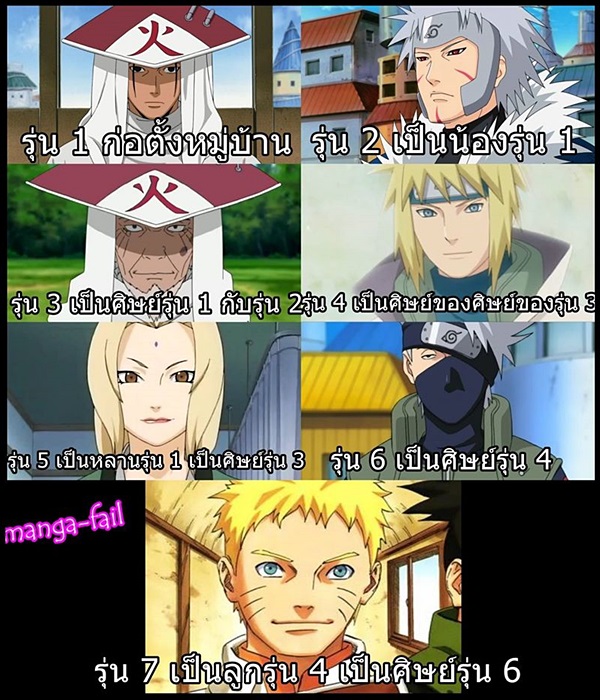 火
รุ่น 1 ก่อตั้งหมู่บ้าน
รุ่น 2 เป็นน้องรุ่น 1
火
รุ่น 3 เป็นศิษย์รุ่น 1 กับรุ่น 2
รุ่น 4 เป็นศิษย์ของศิษย์ของรุ่น 3
รุ่น 5 เป็นหลานรุ่น 1 เป็นศิษย์รุ่น 3
รุ่น 6 เป็นศิษย์รุ่น 4
manga-fail
รุ่น 7 เป็นลูกรุ่น 4 เป็นศิษย์รุ่น 6